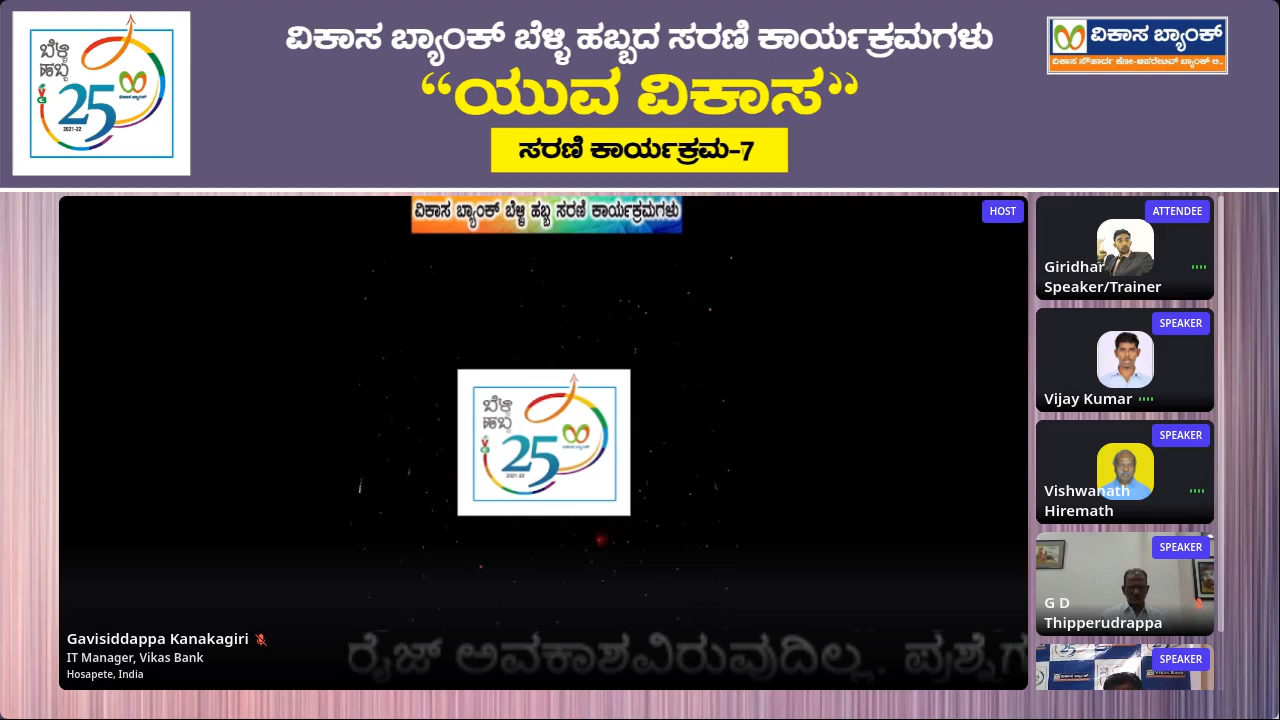 ಬೆಳ್ಳಿ
ಹಬ್ಬ
25
2021-22
ವಿಕಾಸ ಬ್ಯಾಂಕ್ ಬೆಳ್ಳಿ ಹಬ್ಬದ ಸರಣಿ ಕಾರ್ಯಕ್ರಮಗಳು
“ಯುವ ವಿಕಾಸ”
ಸರಣಿ ಕಾರ್ಯಕ್ರಮ-7
ವಿಕಾಸ ಬ್ಯಾಂಕ್
ವಿಕಾಸ ಸೌಹಾರ್ದ ಕೋ-ಆಪರೇಟಿವ್ ಬ್ಯಾಂಕ್ ಲಿ.,
ವಿಕಾಸ ಬ್ಯಾಂಕ್ ಬೆಳ್ಳಿ ಹಬ್ಬ ಸರಣಿ ಕಾರ್ಯಕ್ರಮಗಳು
HOST
ಬೆಳ್ಳಿ
ಹಬ್ಬ
25
2021-22
Gavisiddappa Kanakagiri
IT Manager, Vikas Bank
Hosapete, India
ಅವಕಾಶವಿರುವುದಿಲ್ಲ.
ATTENDEE
Giridhar
Speaker/Trainer
SPEAKER
Vijay Kumar
SPEAKER
Vishwanath
Hiremath
SPEAKER
G D
Thipperudrappa
SPEAKER